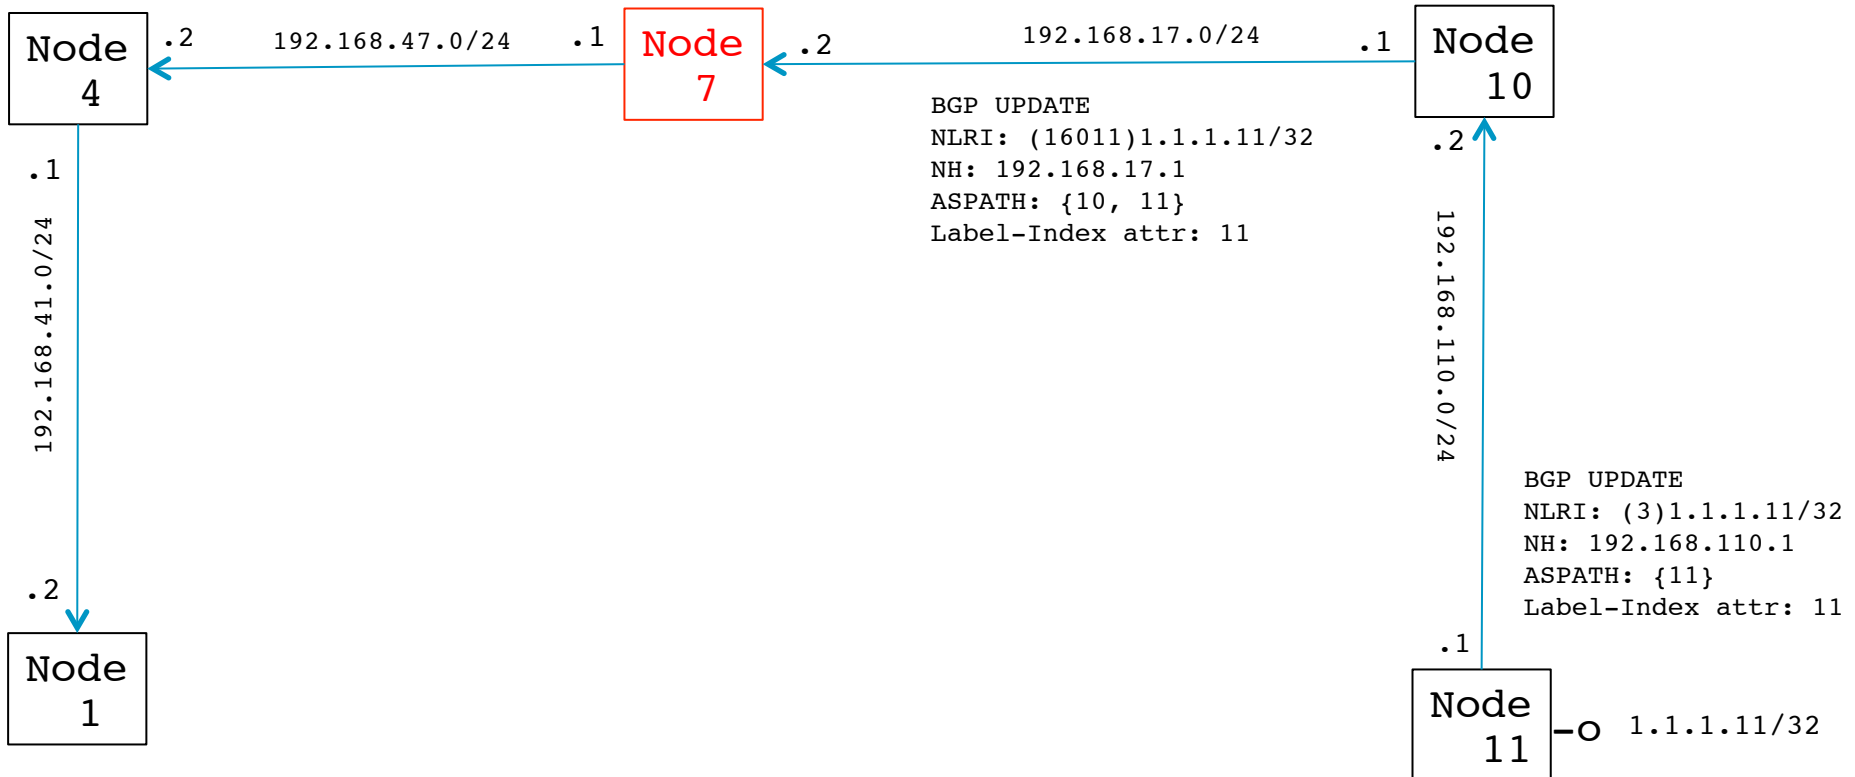 Node
4
.2
192.168.47.0/24
.1
Node
7
.2
192.168.17.0/24
.1
Node
10
BGP UPDATE
NLRI: (16011)1.1.1.11/32
NH: 192.168.17.1
ASPATH: {10, 11}
Label-Index attr: 11
.2
.1
192.168.41.0/24
192.168.110.0/24
BGP UPDATE
NLRI: (3)1.1.1.11/32
NH: 192.168.110.1
ASPATH: {11}
Label-Index attr: 11
.2
.1
Node
1
Node
11
1.1.1.11/32